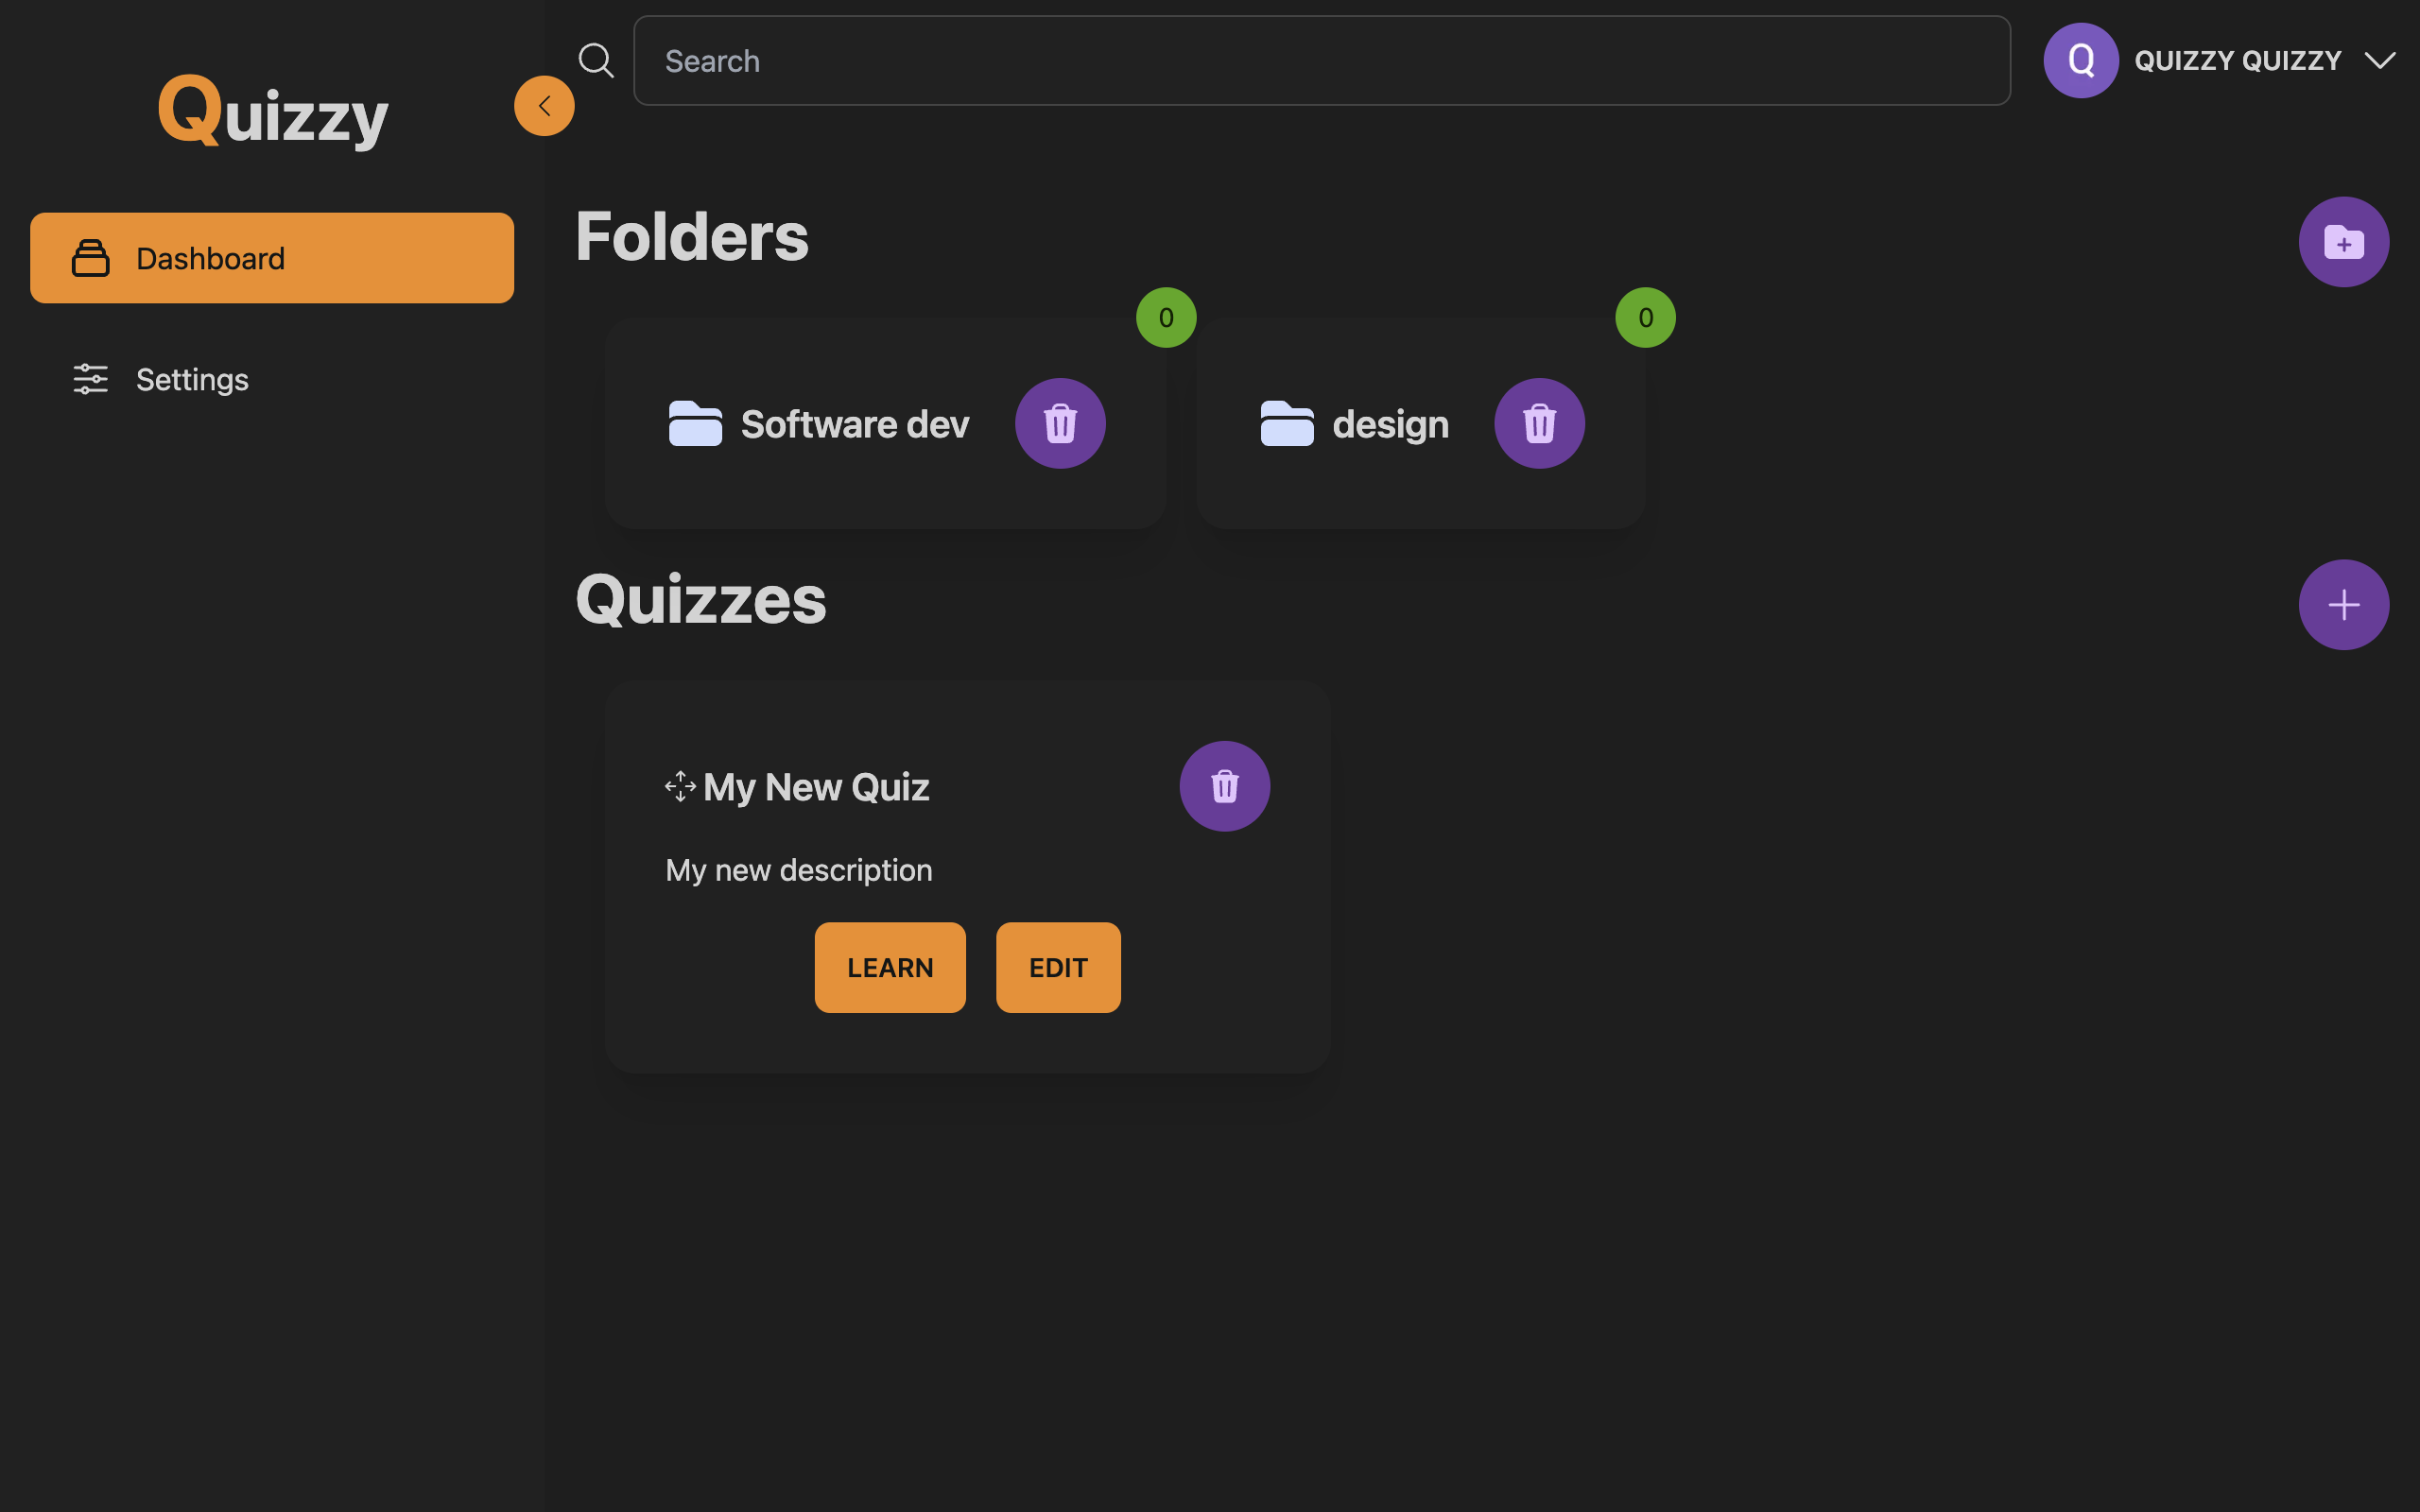 Quizzy
Search
Q
QUIZZY QUIZZY
Dashboard
Settings
Folders
0
0
Software dev
design
Quizzes
My New Quiz
My new description
LEARN
EDIT